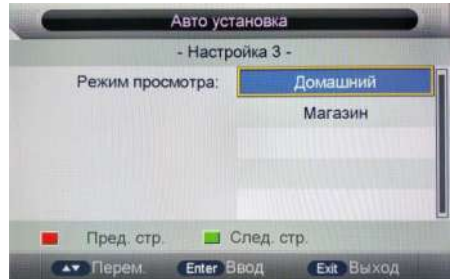 Авто установка
- Настройка 3 -
Режим просмотра: Домашний
Магазин
Пред. стр. След. стр.
▲▼ Перем. Enter Ввод Exit Выход